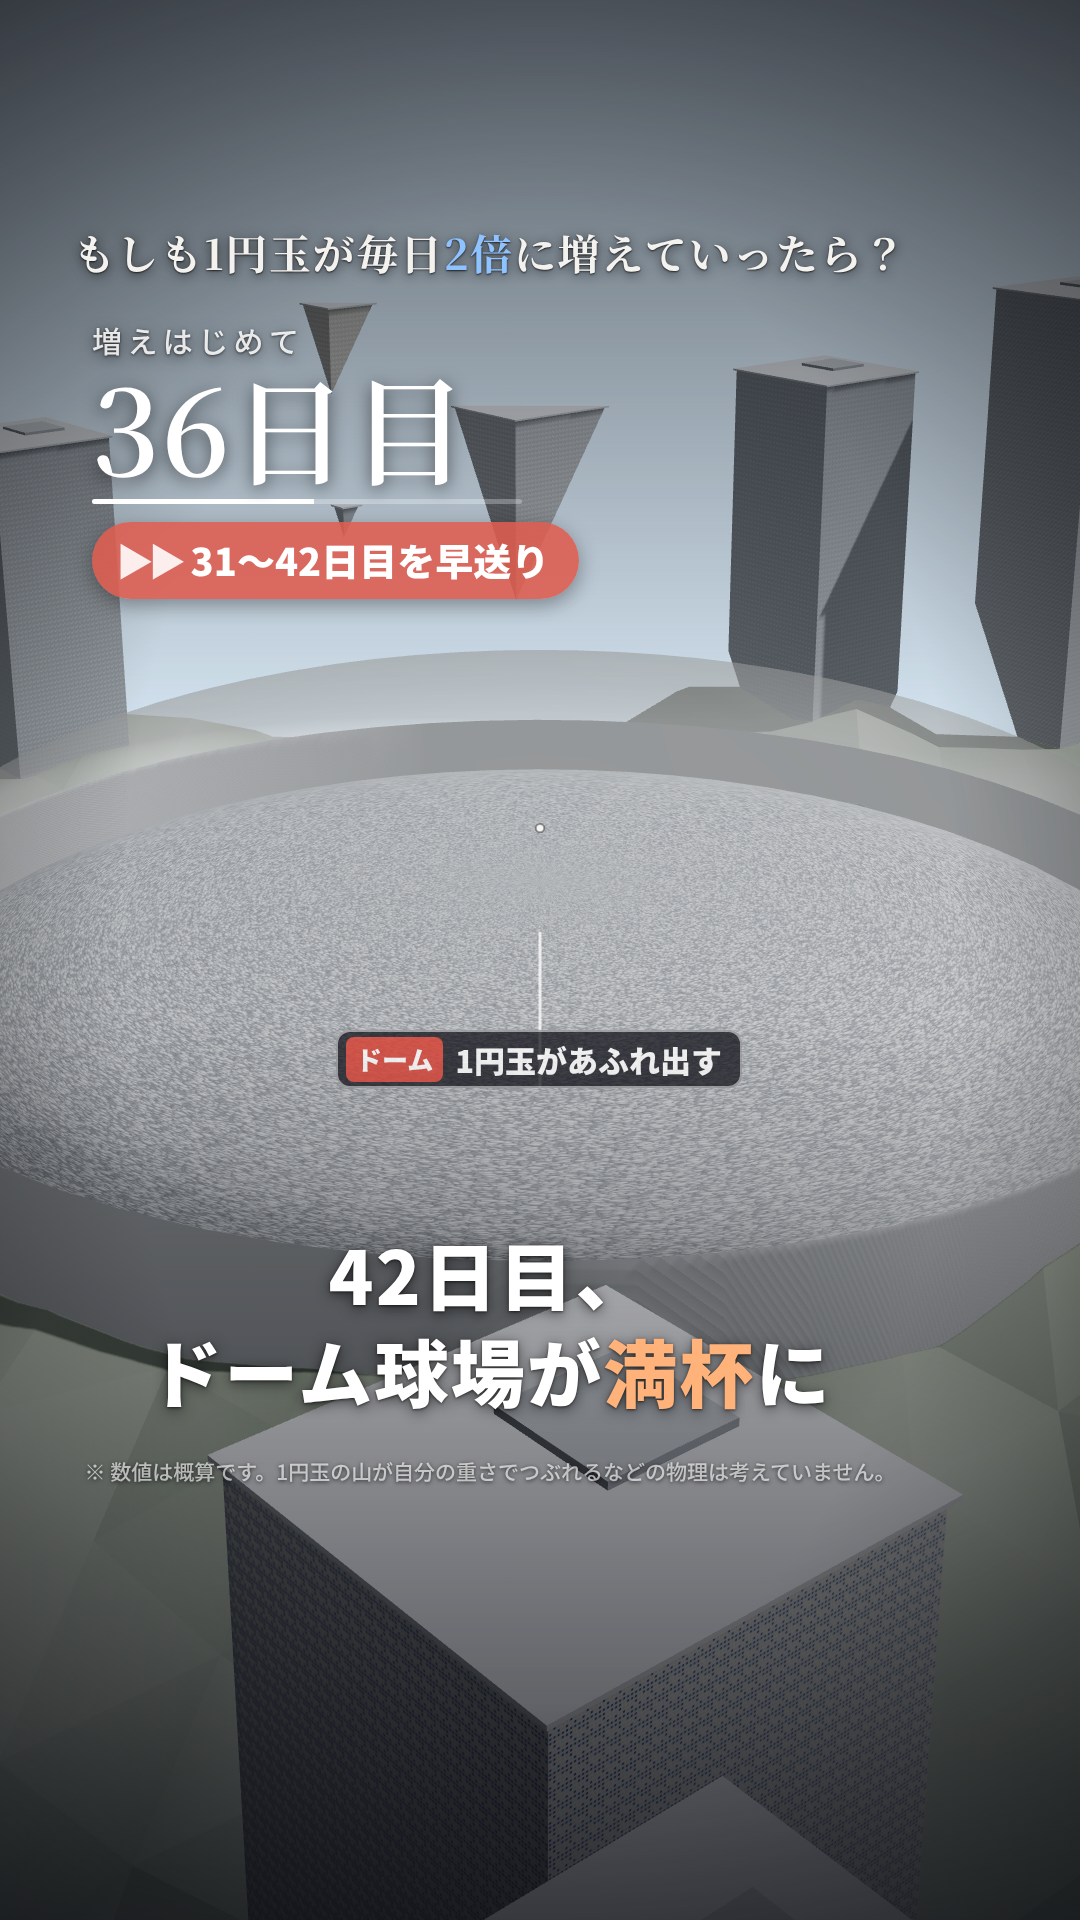 もしも1円玉が毎日2倍に増えていったら？
増えはじめて
36日目
▶▶31〜42日目を早送り
ドーム 1円玉があふれ出す
42日目、
ドーム球場が満杯に
※ 数値は概算です。1円玉の山が自分の重さでつぶれるなどの物理は考えていません。